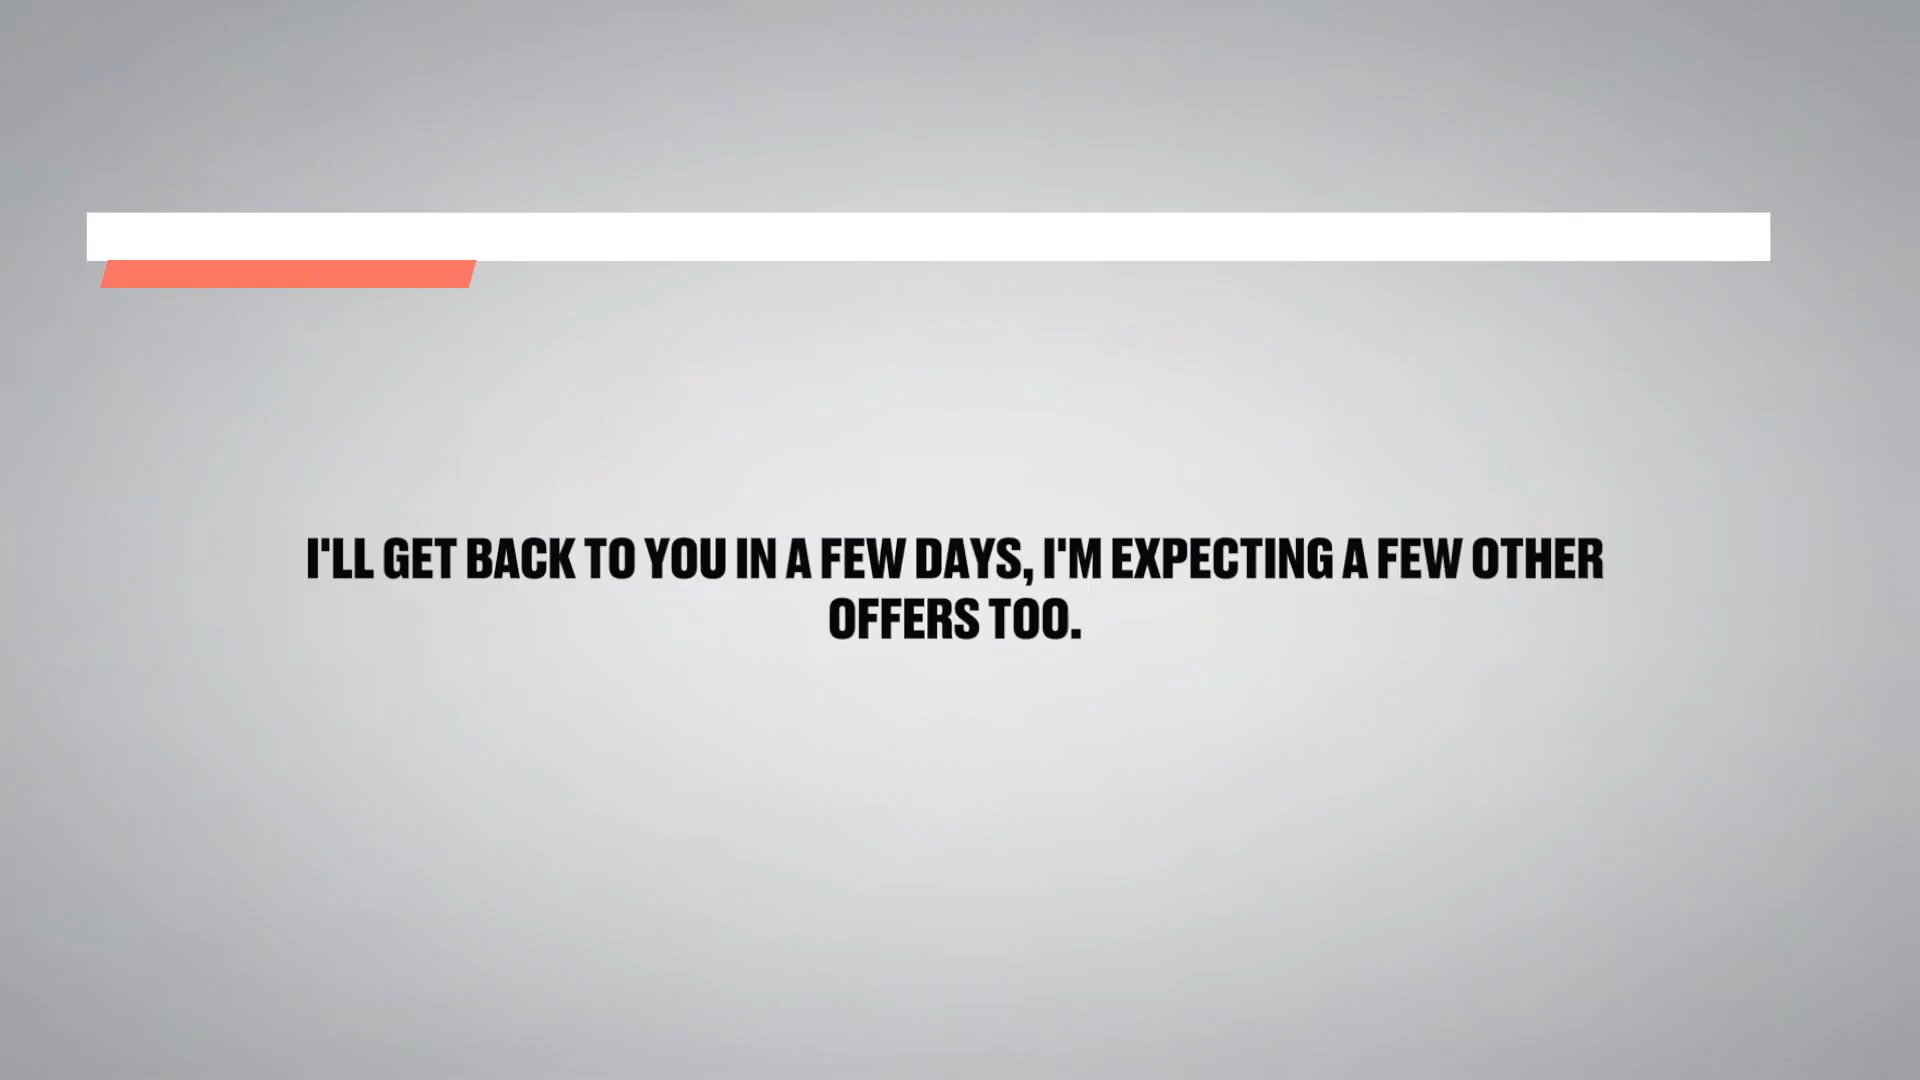 I'LL GET BACK TO YOU IN A FEW DAYS, I'M EXPECTING A FEW OTHER
OFFERS TOO.